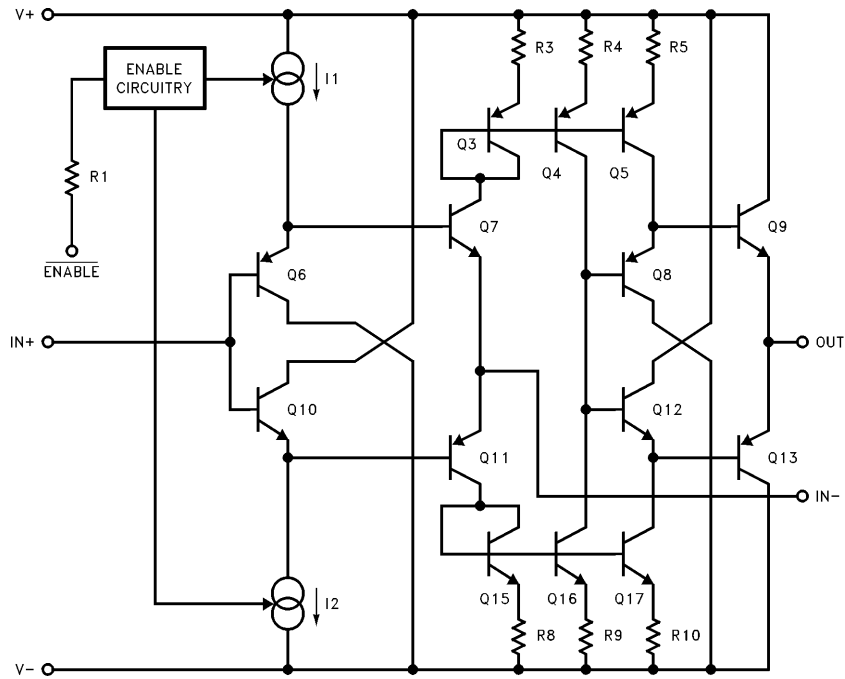 V+
R3
R4
R5
ENABLE
CIRCUITRY
I1
Q3
Q4
Q5
R1
Q7
Q9
ENABLE
Q6
Q8
IN+
OUT
Q10
Q12
Q11
Q13
IN-
I2
Q15
Q16
Q17
R8
R9
R10
V-